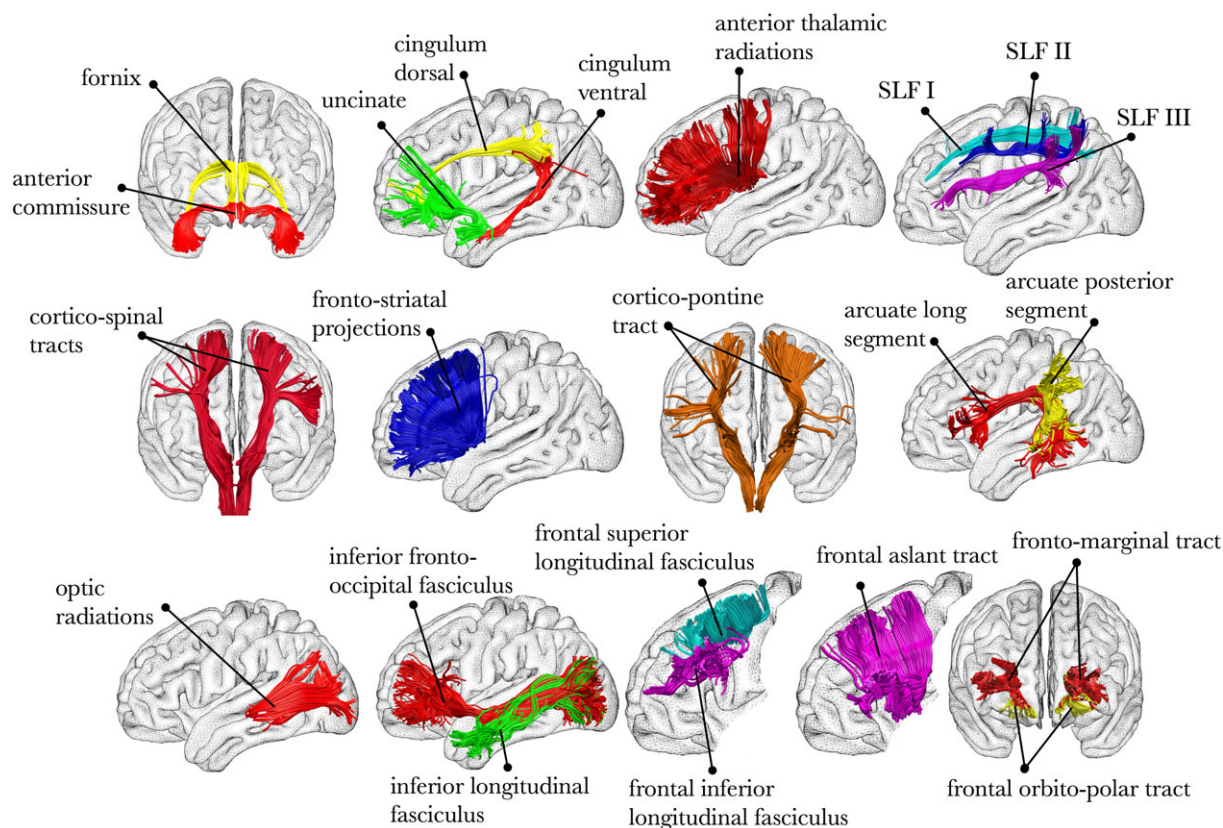 fornix
anterior
commissure
cingulum
dorsal
uncinate
cingulum
ventral
anterior thalamic
radiations
SLF I
SLF II
SLF III
cortico-spinal
tracts
fronto-striatal
projections
cortico-pontine
tract
arcuate long
segment
arcuate posterior
segment
optic
radiations
inferior fronto-
occipital fasciculus
inferior longitudinal
fasciculus
frontal superior
longitudinal fasciculus
frontal inferior
longitudinal fasciculus
frontal aslant tract
fronto-marginal tract
frontal orbito-polar tract